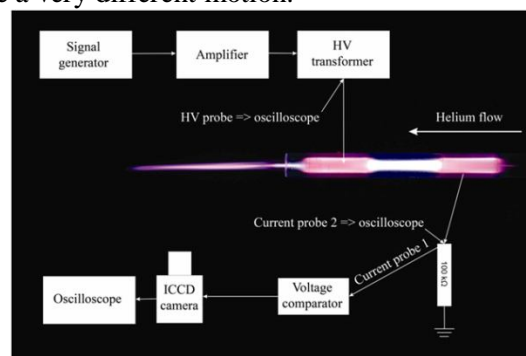 e a very different motion.
Signal
generator
Amplifier
HV
transformer
HV probe => oscilloscope
Helium flow
Current probe 2 => oscilloscope
Current probe 1
100 kΩ
Oscilloscope
ICCD
camera
Voltage
comparator